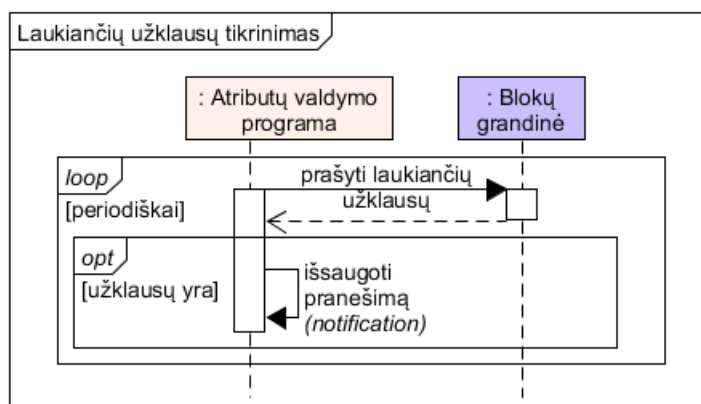 Laukiančių užklausų tikrinimas
: Atributų valdymo
programa
: Blokų
grandinė
loop
[periodiškai]
prašyti laukiančių
užklausų
opt
[užklausų yra]
išsaugoti
pranešimą
(notification)